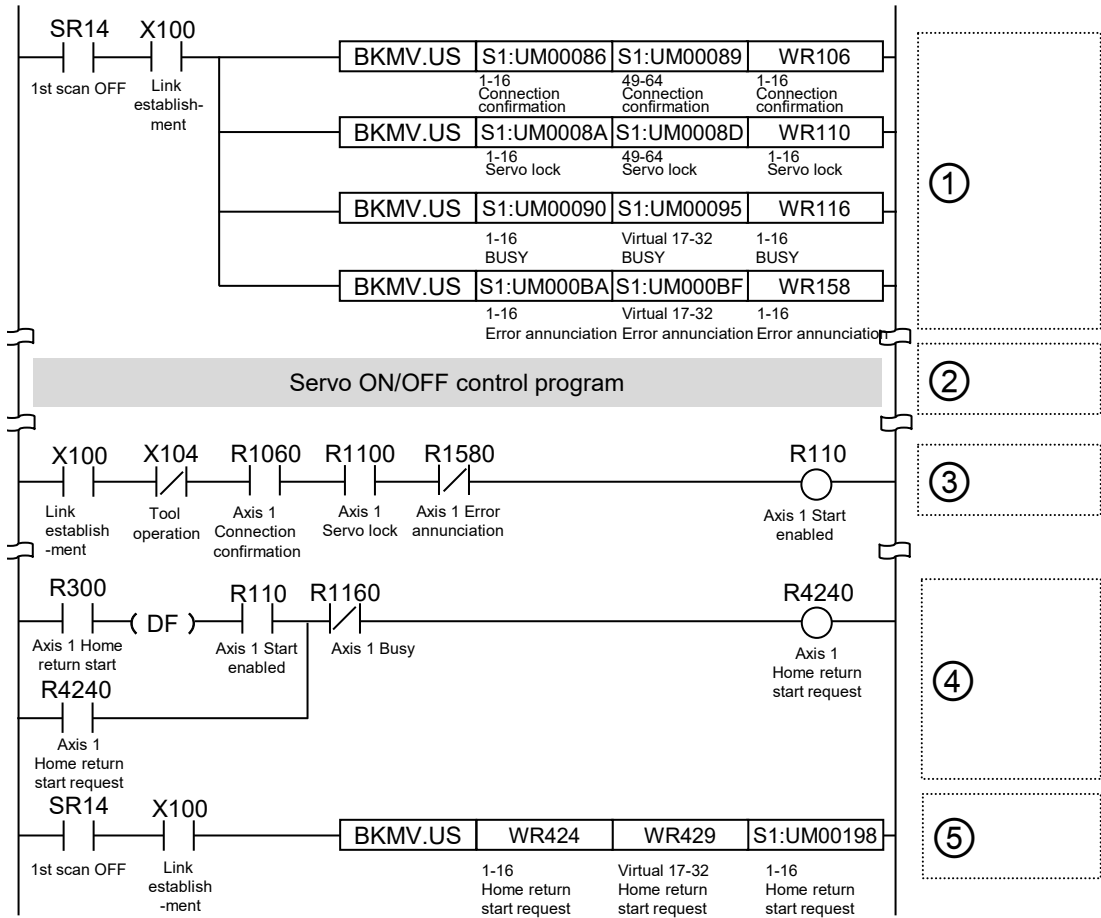 SR14 X100
BKMV.US S1:UM00086 S1:UM00089 WR106
1st scan OFF Link establish-ment
1-16 Connection confirmation
49-64 Connection confirmation
1-16 Connection confirmation
BKMV.US S1:UM0008A S1:UM0008D WR110
1-16 Servo lock
49-64 Servo lock
1-16 Servo lock
①
BKMV.US S1:UM00090 S1:UM00095 WR116
1-16 BUSY
Virtual 17-32 BUSY
1-16 BUSY
BKMV.US S1:UM000BA S1:UM000BF WR158
1-16 Error annunciation
Virtual 17-32 Error annunciation
1-16 Error annunciation
Servo ON/OFF control program
②
X100 X104 R1060 R1100 R1580 R110
③
Link establish -ment
Tool operation
Axis 1 Connection confirmation
Axis 1 Servo lock
Axis 1 Error annunciation
Axis 1 Start enabled
R300 R110 R1160 R4240
( DF )
Axis 1 Home return start
Axis 1 Start enabled
Axis 1 Busy
Axis 1 Home return start request
④
R4240
Axis 1 Home return start request
SR14 X100
BKMV.US WR424 WR429 S1:UM00198
⑤
1st scan OFF
Link establish -ment
1-16 Home return start request
Virtual 17-32 Home return start request
1-16 Home return start request